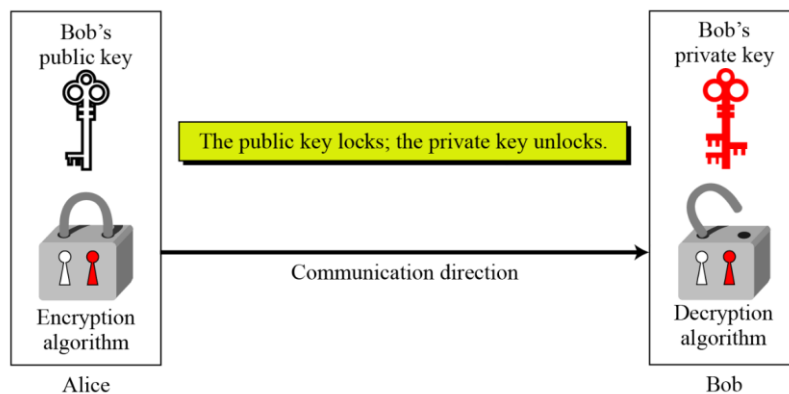 Bob’s
public key
Bob’s
private key
The public key locks; the private key unlocks.
Communication direction
Encryption
algorithm
Decryption
algorithm
Alice
Bob